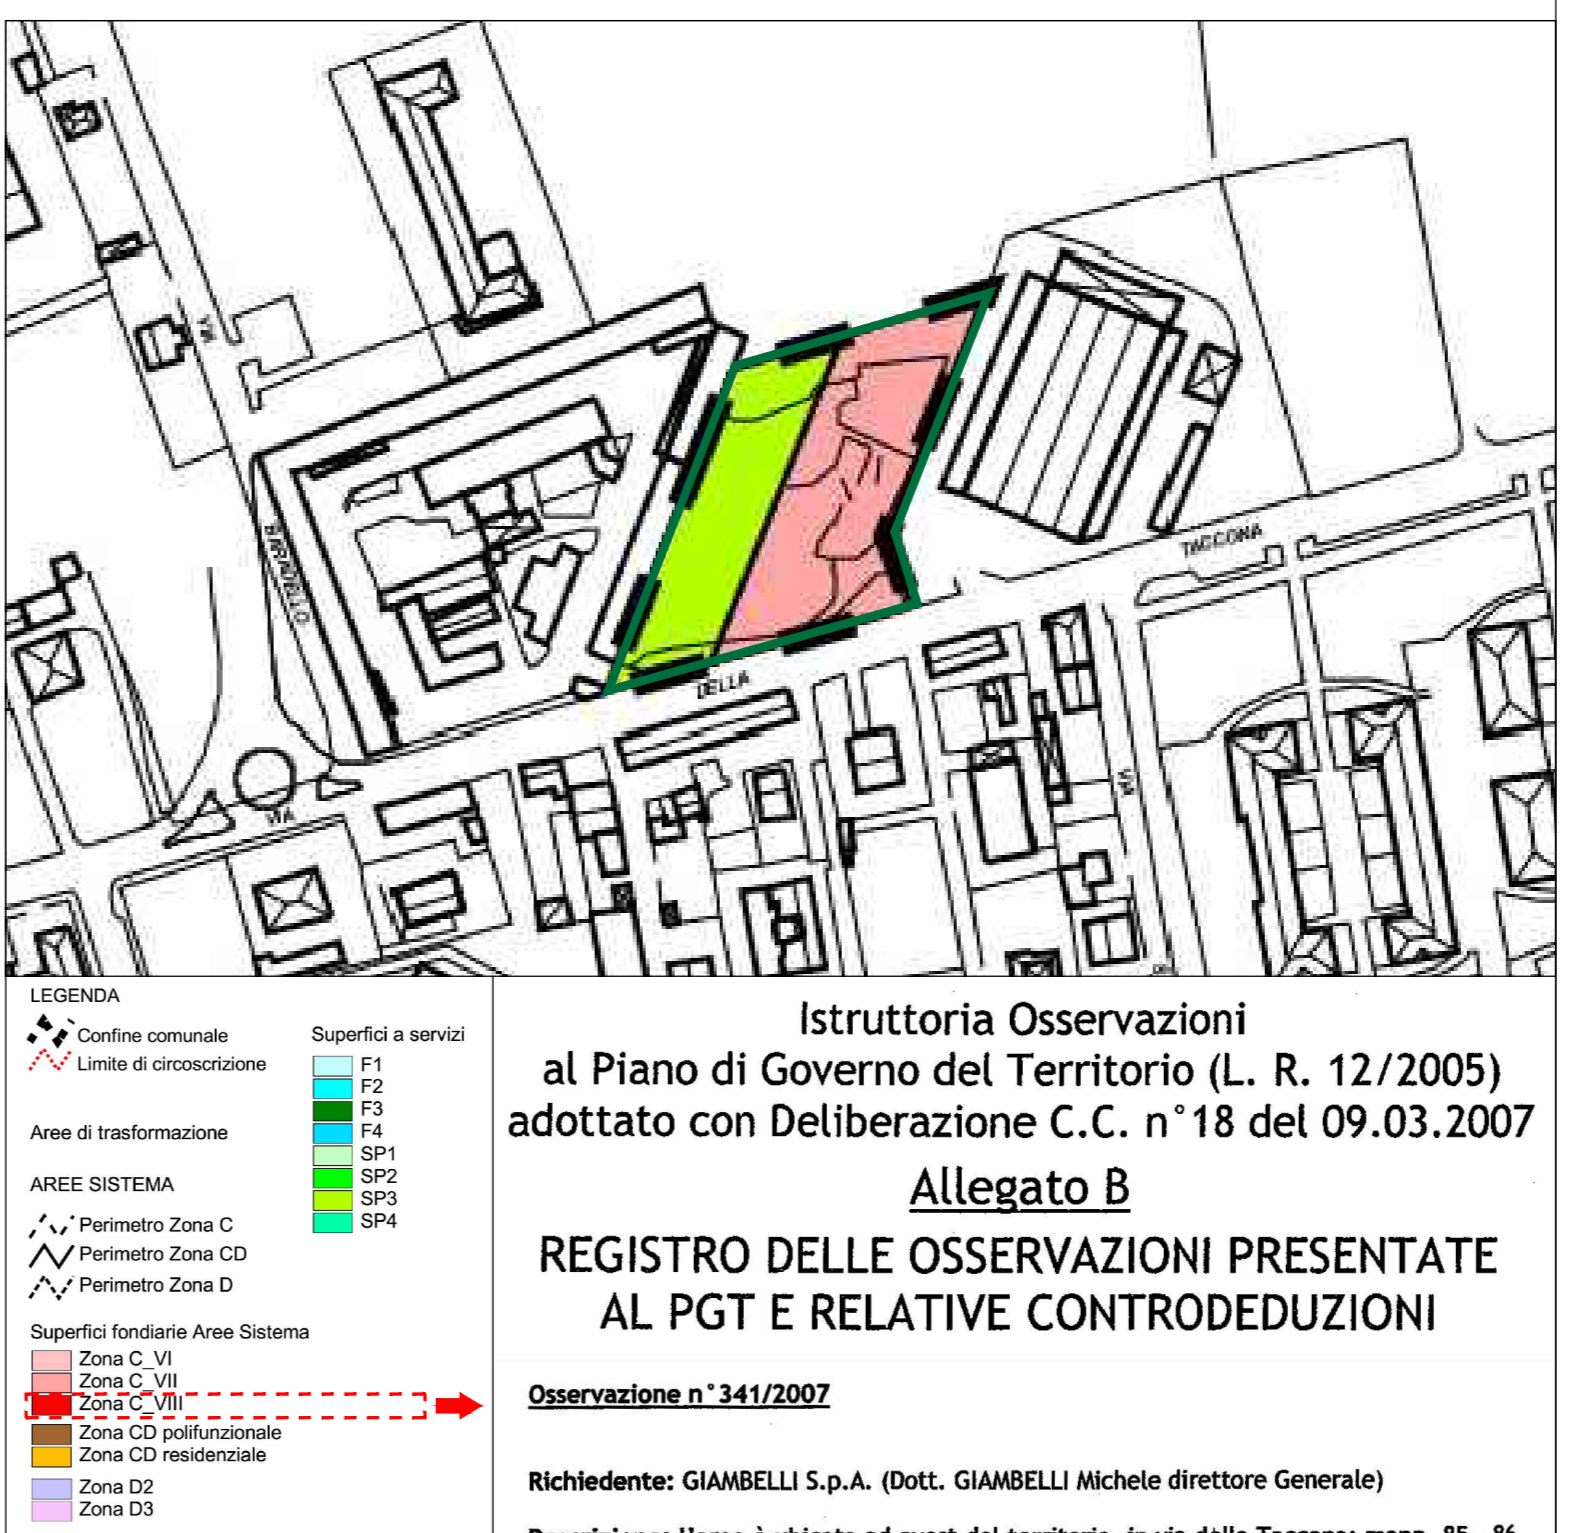 VIA
BARADELLO
TACCONA
DELLA
VIA
VIA
LEGENDA
Confine comunale
Limite di circoscrizione
Aree di trasformazione
AREE SISTEMA
Perimetro Zona C
Perimetro Zona CD
Perimetro Zona D
Superfici fondiarie Aree Sistema
Zona C_VI
Zona C_VII
Zona C_VIII
Zona CD polifunzionale
Zona CD residenziale
Zona D2
Zona D3
Superfici a servizi
F1
F2
F3
F4
SP1
SP2
SP3
SP4
Istruttoria Osservazioni
al Piano di Governo del Territorio (L. R. 12/2005)
adottato con Deliberazione C.C. n°18 del 09.03.2007
Allegato B
REGISTRO DELLE OSSERVAZIONI PRESENTATE
AL PGT E RELATIVE CONTRODEDUZIONI
Osservazione n°341/2007
Richiedente: GIAMBELLI S.p.A. (Dott. GIAMBELLI Michele direttore Generale)